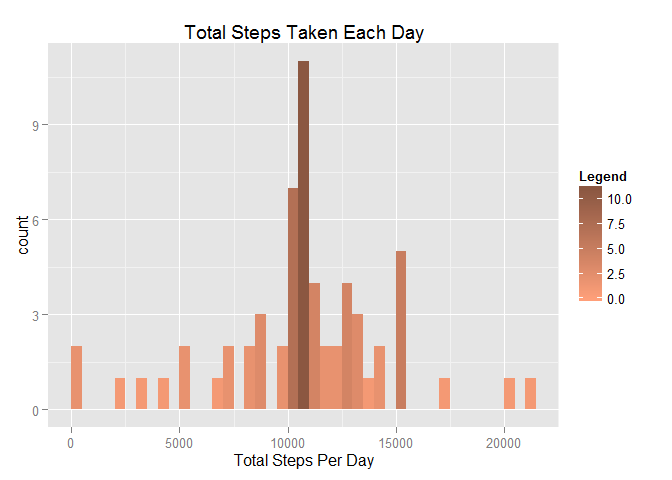 Total Steps Taken Each Day
count
9
6
3
0
0 5000 10000 15000 20000
Total Steps Per Day
Legend
10.0
7.5
5.0
2.5
0.0